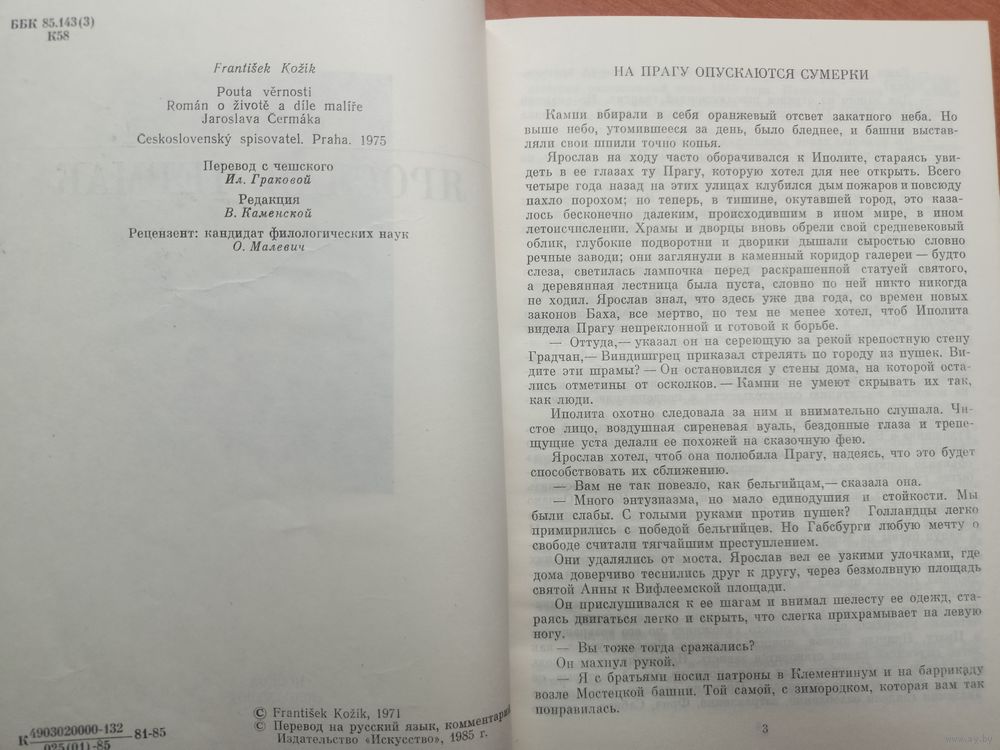 ББК 85.143(3)
К58
František Kožík
Pouta věrnosti
Román o životě a díle malíře
Jaroslava Čermáka
Československý spisovatel. Praha. 1975
Перевод с чешского
Ил. Граковой
Редакция
В. Каменской
Рецензент: кандидат филологических наук
О. Малевич
К 4903020000-132
025(01)-85
81-85
© František Kožík, 1971
© Перевод на русский язык, комментарий
Издательство «Искусство», 1985 г.
НА ПРАГУ ОПУСКАЮТСЯ СУМЕРКИ
Камни вбирали в себя оранжевый отсвет закатного неба. Но
выше небо, утомившееся за день, было бледнее, и башни выстав-
ляли свои шпили точно копья.
Ярослав на ходу часто оборачивался к Иполите, стараясь уви-
деть в ее глазах ту Прагу, которую хотел для нее открыть. Всего
четыре года назад на этих улицах клубился дым пожаров и повсюду
пахло порохом; но теперь, в тишине, окутавшей город, это каза-
лось бесконечно далеким, происходившим в ином мире, в ином
летоисчислении. Храмы и дворцы вновь обрели свой средневековый
облик, глубокие подворотни и дворики дышали сыростью словно
речные заводи; они заглянули в каменный коридор галереи — будто
слеза, светилась лампочка перед раскрашенной статуей святого,
а деревянная лестница была пуста, словно по ней никто никогда
не ходил. Ярослав знал, что здесь уже два года, со времен новых
законов Баха, все мертво, но тем не менее хотел, чтоб Иполита
видела Прагу непреклонной и готовой к борьбе.
— Оттуда,— указал он на сереющую за рекой крепостную стену
Градчан,— Виндишгрец приказал стрелять по городу из пушек. Ви-
дите эти шрамы? — Он остановился у стены дома, на которой оста-
лись отметины от осколков. — Камни не умеют скрывать их так,
как люди.
Иполита охотно следовала за ним и внимательно слушала. Чи-
стое лицо, воздушная сиреневая вуаль, бездонные глаза и трепе-
щущие уста делали ее похожей на сказочную фею.
Ярослав хотел, чтоб она полюбила Прагу, надеясь, что это будет
способствовать их сближению.
— Вам не так повезло, как бельгийцам,— сказала она.
— Много энтузиазма, но мало единодушия и стойкости. Мы
были слабы. С голыми руками против пушек? Голландцы легко
примирились с победой бельгийцев. Но Габсбурги любую мечту о
свободе считали тягчайшим преступлением.
Они удалялись от моста. Ярослав вел ее узкими улочками, где
дома доверчиво теснились друг к другу, через безмолвную площадь
святой Анны к Вифлеемской площади.
Он прислушивался к ее шагам и внимал шелесту ее одежд, ста-
раясь двигаться легко и скрыть, что слегка прихрамывает на левую
ногу.
— Вы тоже тогда сражались?
Он махнул рукой.
— Я с братьями носил патроны в Клементинум и на баррикаду
возле Мостецкой башни. Той самой, с зимородком, которая вам так
понравилась.
3
www.ay.by